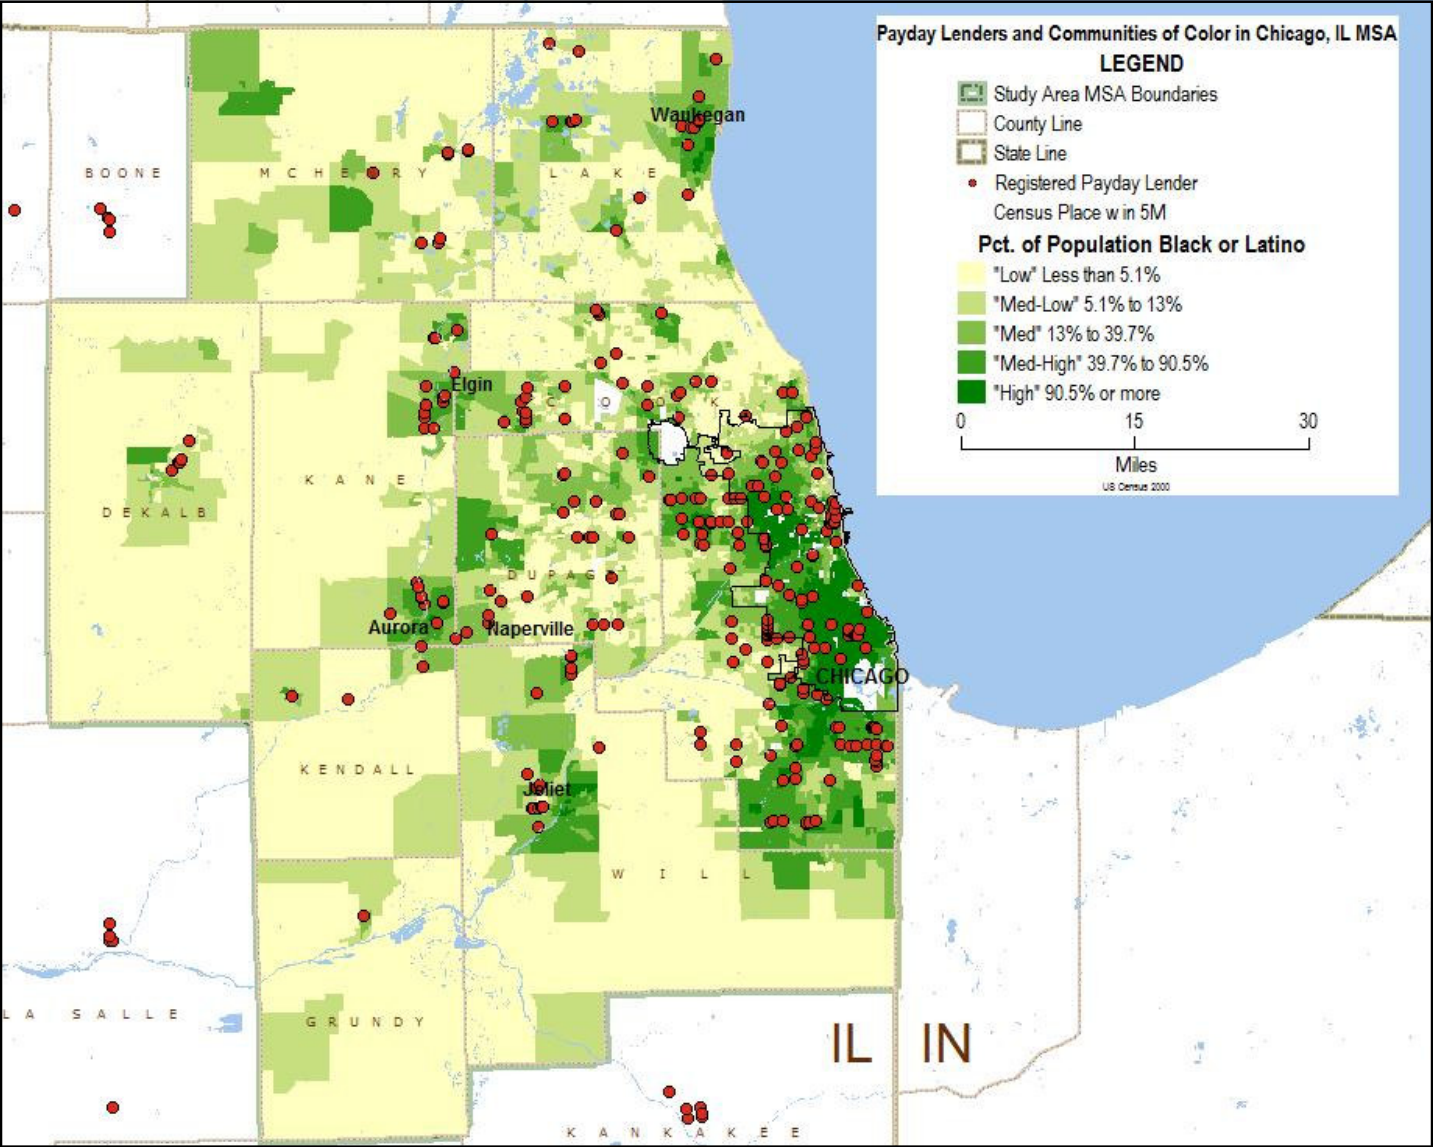 Payday Lenders and Communities of Color in Chicago, IL MSA
LEGEND
Study Area MSA Boundaries
County Line
State Line
Registered Payday Lender
Census Place w in 5M
Pct. of Population Black or Latino
"Low" Less than 5.1%
"Med-Low" 5.1% to 13%
"Med" 13% to 39.7%
"Med-High" 39.7% to 90.5%
"High" 90.5% or more
0 15 30
Miles
US Census 2000
Waukegan
BOONE
MCHENRY
LAKE
Elgin
COOK
KANE
DEKALB
DUPAGE
Aurora
Naperville
CHICAGO
KENDALL
Joliet
WILL
LA SALLE
GRUNDY
IL
IN
KANKAKEE